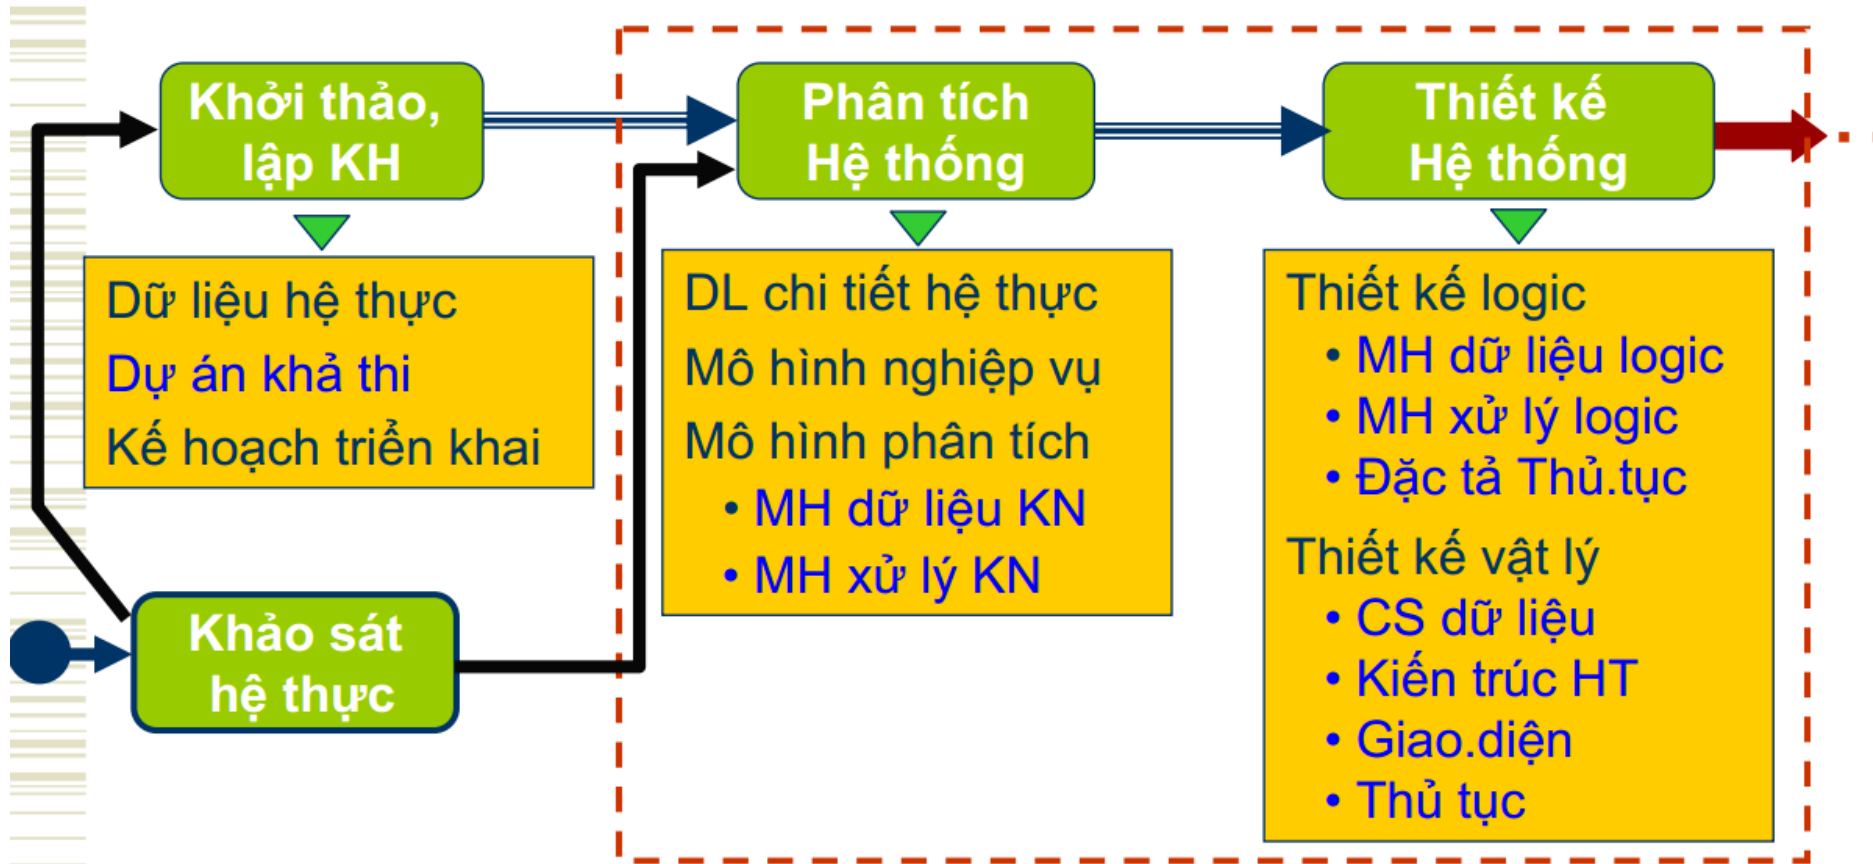 Khởi thảo,
lập KH
Dữ liệu hệ thực
Dự án khả thi
Kế hoạch triển khai
Khảo sát
hệ thực
Phân tích
Hệ thống
DL chi tiết hệ thực
Mô hình nghiệp vụ
Mô hình phân tích
• MH dữ liệu KN
• MH xử lý KN
Thiết kế
Hệ thống
Thiết kế logic
• MH dữ liệu logic
• MH xử lý logic
• Đặc tả Thủ.tục
Thiết kế vật lý
• CS dữ liệu
• Kiến trúc HT
• Giao.diện
• Thủ tục